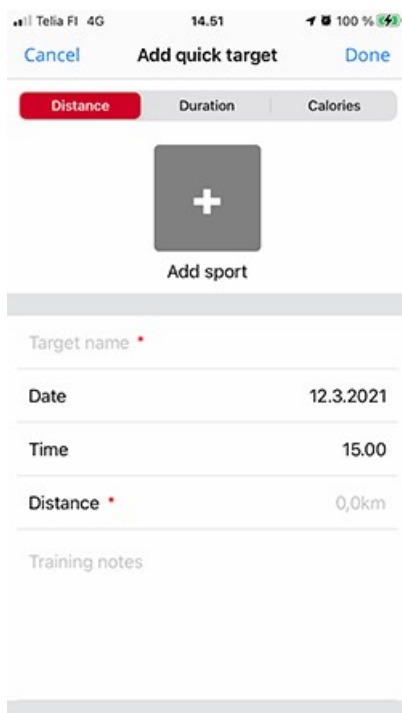 Telia FI 4G 14.51 100 %
Cancel Add quick target Done
Distance Duration Calories
Add sport
Target name *
Date 12.3.2021
Time 15.00
Distance * 0,0km
Training notes